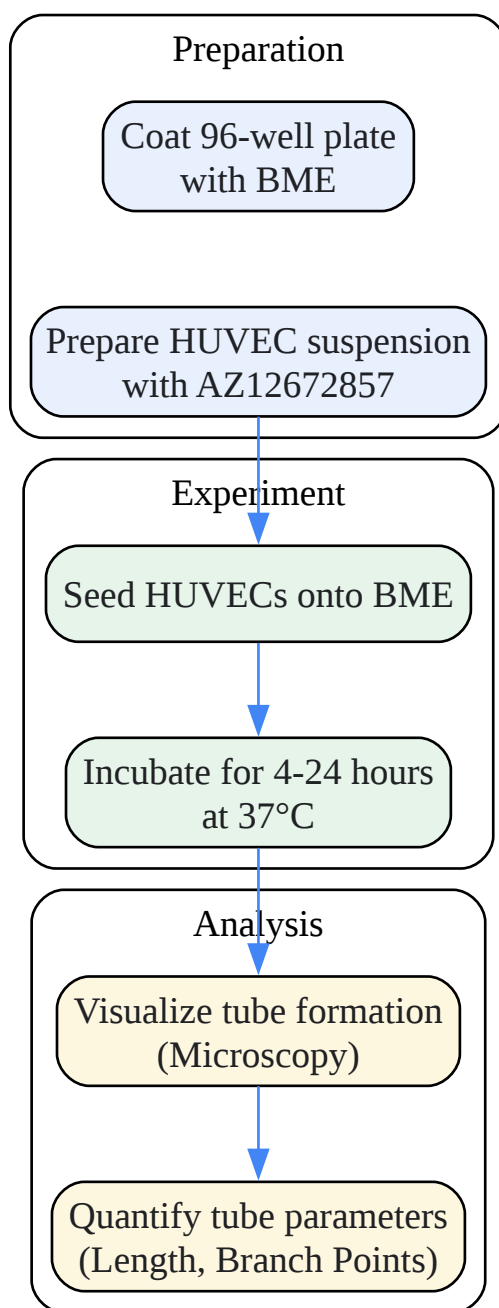 Preparation
Coat 96-well plate
with BME
Prepare HUVEC suspension
with AZ12672857
Experiment
Seed HUVECs onto BME
Incubate for 4-24 hours
at 37°C
Analysis
Visualize tube formation
(Microscopy)
Quantify tube parameters
(Length, Branch Points)